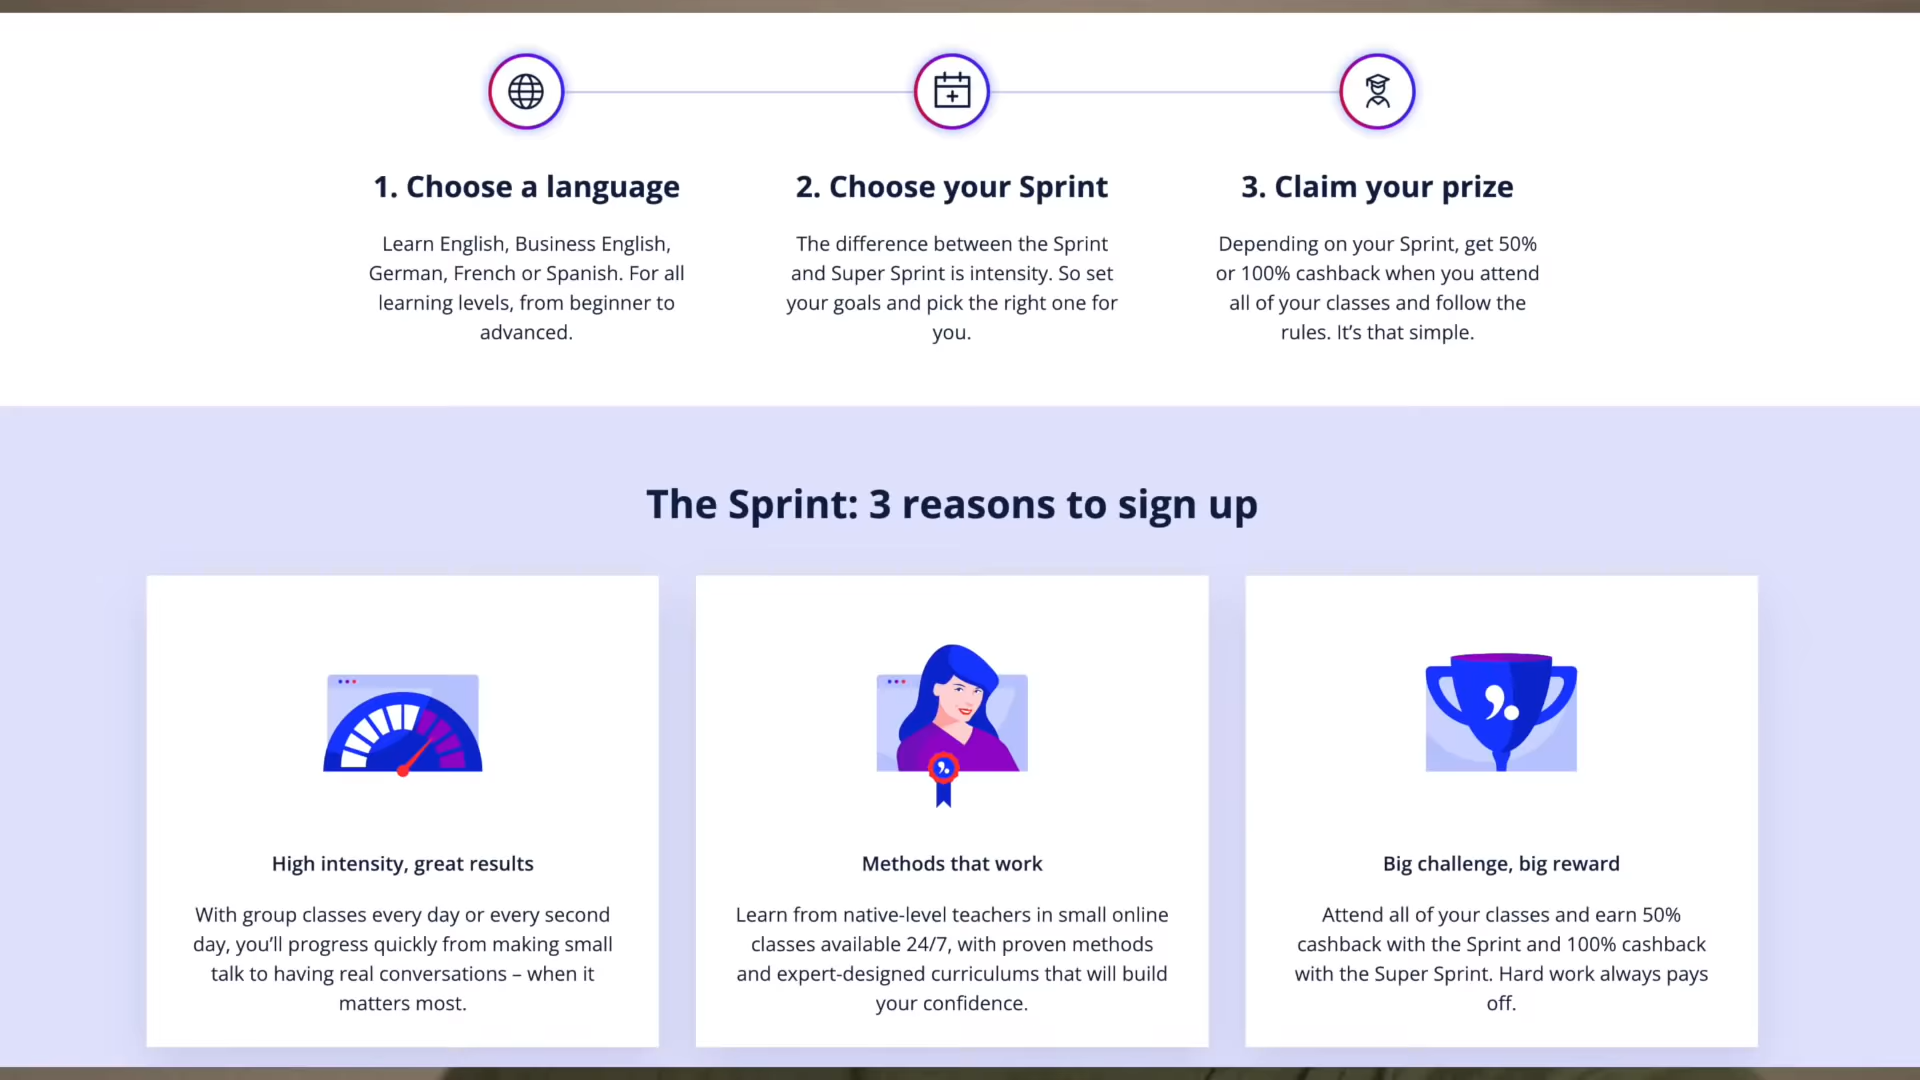 1. Choose a language
Learn English, Business English,
German, French or Spanish. For all
learning levels, from beginner to
advanced.
2. Choose your Sprint
The difference between the Sprint
and Super Sprint is intensity. So set
your goals and pick the right one for
you.
3. Claim your prize
Depending on your Sprint, get 50%
or 100% cashback when you attend
all of your classes and follow the
rules. It’s that simple.
The Sprint: 3 reasons to sign up
High intensity, great results
With group classes every day or every second
day, you’ll progress quickly from making small
talk to having real conversations – when it
matters most.
Methods that work
Learn from native-level teachers in small online
classes available 24/7, with proven methods
and expert-designed curriculums that will build
your confidence.
Big challenge, big reward
Attend all of your classes and earn 50%
cashback with the Sprint and 100% cashback
with the Super Sprint. Hard work always pays
off.